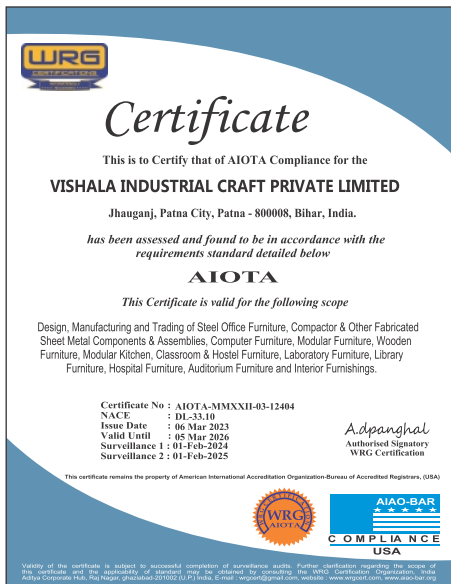 WRG
CERTIFICATIONS
Certificate
This is to Certify that of AIOTA Compliance for the
VISHALA INDUSTRIAL CRAFT PRIVATE LIMITED
Jhauganj, Patna City, Patna - 800008, Bihar, India.
has been assessed and found to be in accordance with the
requirements standard detailed below
AIOTA
This Certificate is valid for the following scope
Design, Manufacturing and Trading of Steel Office Furniture, Compactor & Other Fabricated
Sheet Metal Components & Assemblies, Computer Furniture, Modular Furniture, Wooden
Furniture, Modular Kitchen, Classroom & Hostel Furniture, Laboratory Furniture, Library
Furniture, Hospital Furniture, Auditorium Furniture and Interior Furnishings.
Certificate No : AIOTA-MMXXII-03-12404
NACE : DL-33.10
Issue Date : 06 Mar 2023
Valid Until : 05 Mar 2026
Surveillance 1 : 01-Feb-2024
Surveillance 2 : 01-Feb-2025
A.dpanghal
Authorised Signatory
WRG Certification
This certificate remains the property of American International Accreditation Organization-Bureau of Accredited Registrars, (USA)
WRG
AIOTA
AIAO-BAR
COMPLIANCE
USA
Validity of the certificate is subject to successful completion of surveillance audits. Further clarification regarding the scope of
this certificate and the applicability of standard may be obtained by consulting the WRG Certification Organization, India
Aditya Corporate Hub, Raj Nagar, ghaziabad-201002 (U.P.) India, E-mail : wrgcert@gmail.com, website : www.wrgcert.com, www.aiao-bar.org